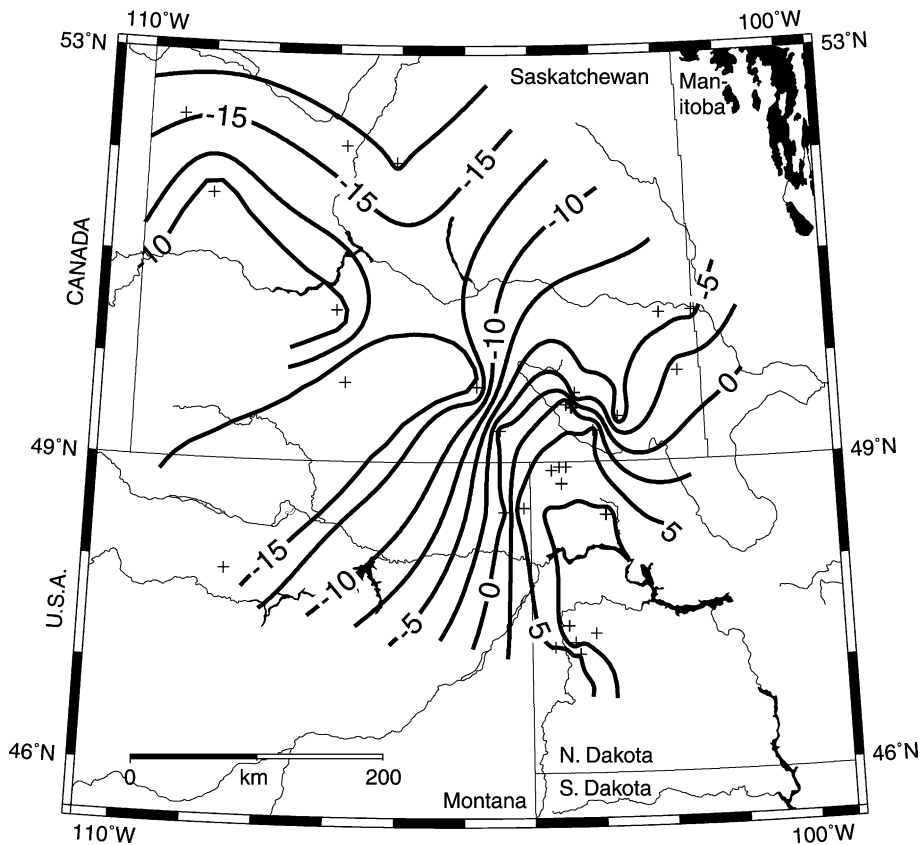 110˚W
100˚W
53˚N
53˚N
Saskatchewan
Man-
itoba
-15
-15
-15
-10
10
CANADA
-5
-10
0
49˚N
49˚N
5
-15
-10
0
-5
5
U.S.A.
46˚N
46˚N
0
km
200
N. Dakota
S. Dakota
Montana
110˚W
100˚W